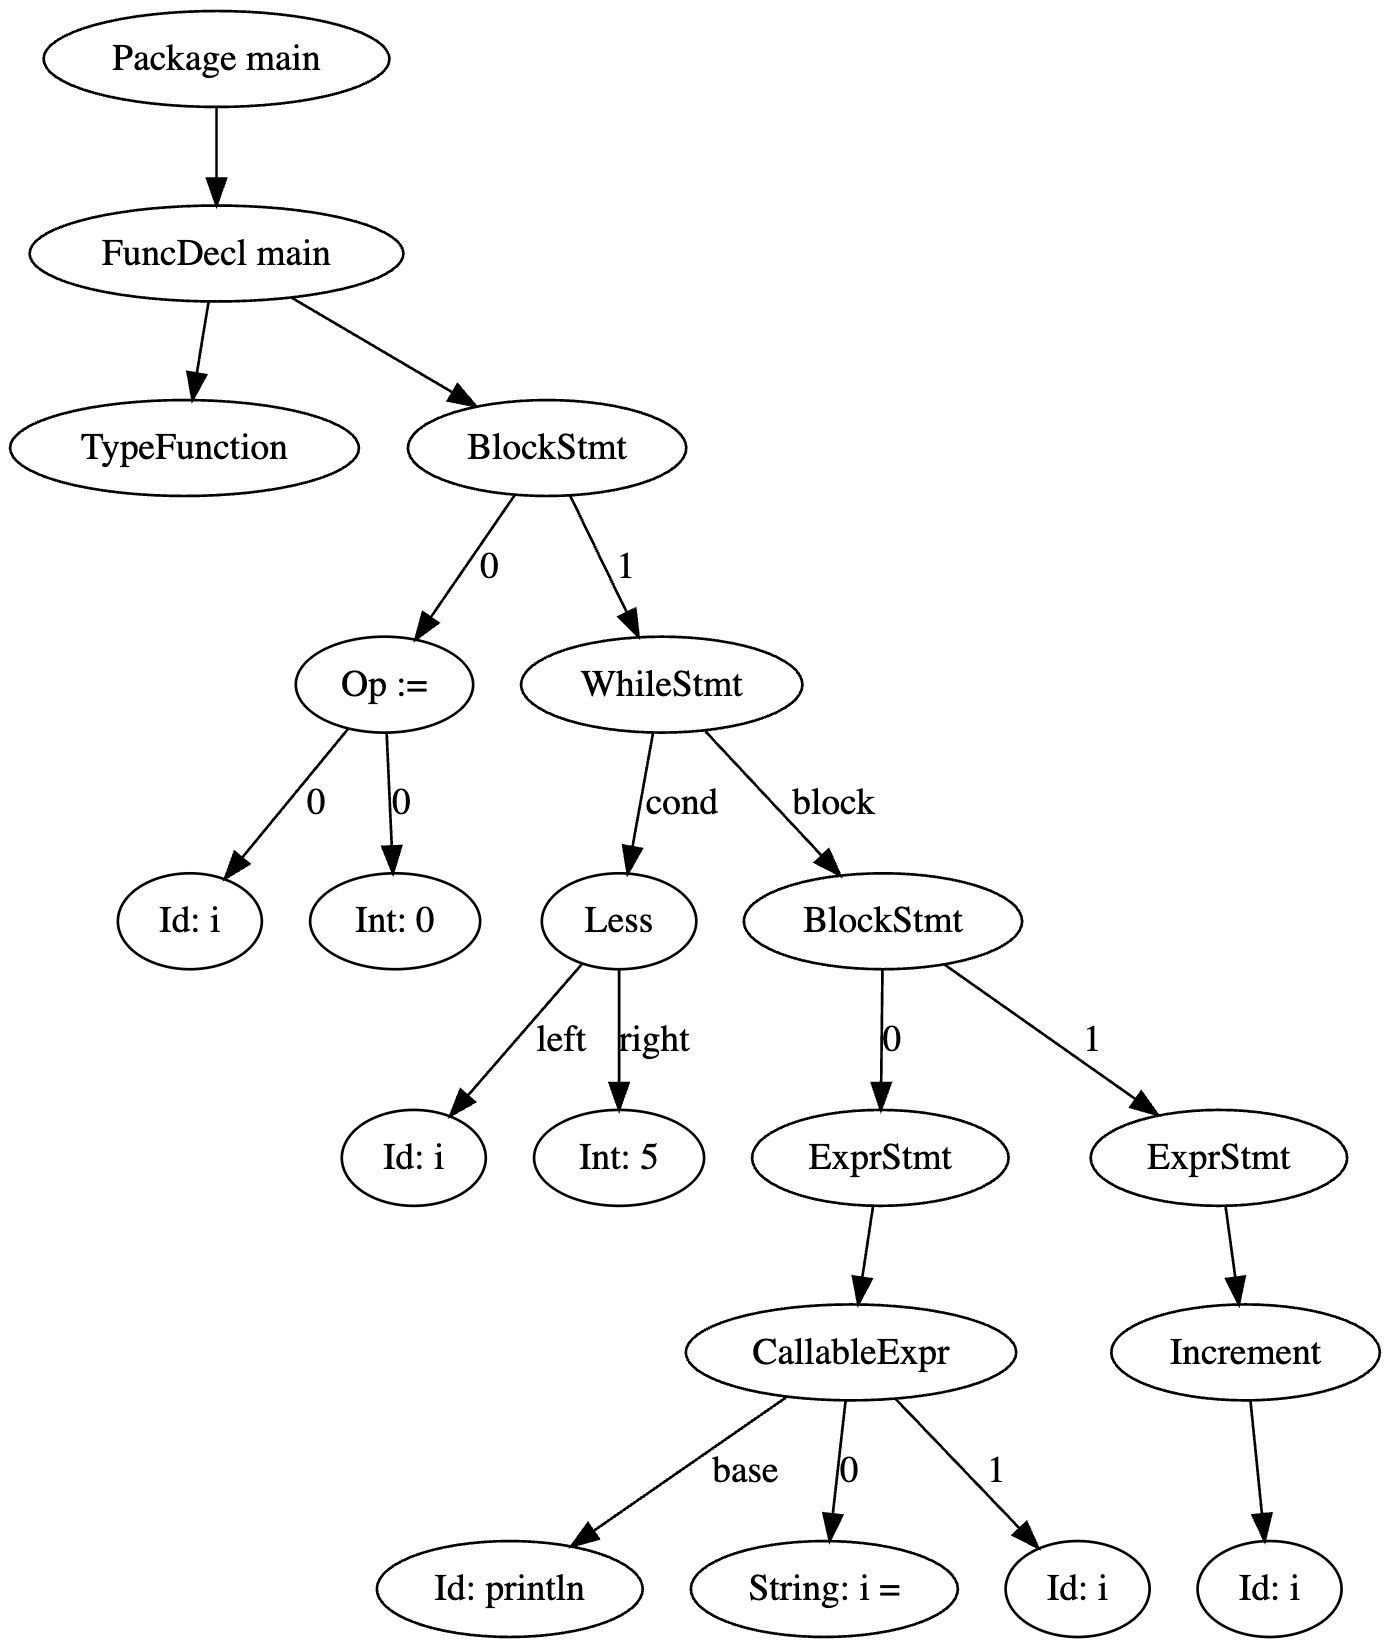 Package main
FuncDecl main
TypeFunction
BlockStmt
0
1
Op :=
WhileStmt
0
0
cond
block
Id: i
Int: 0
Less
BlockStmt
left
right
0
1
Id: i
Int: 5
ExprStmt
ExprStmt
CallableExpr
Increment
base
0
1
Id: println
String: i =
Id: i
Id: i